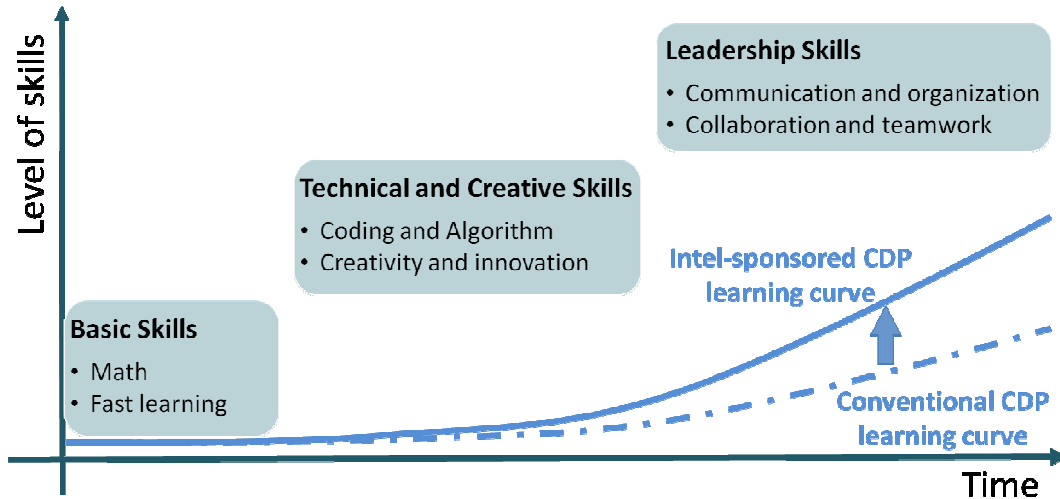 Level of skills
Leadership Skills
• Communication and organization
• Collaboration and teamwork
Technical and Creative Skills
• Coding and Algorithm
• Creativity and innovation
Basic Skills
• Math
• Fast learning
Intel-sponsored CDP
learning curve
Conventional CDP
learning curve
Time